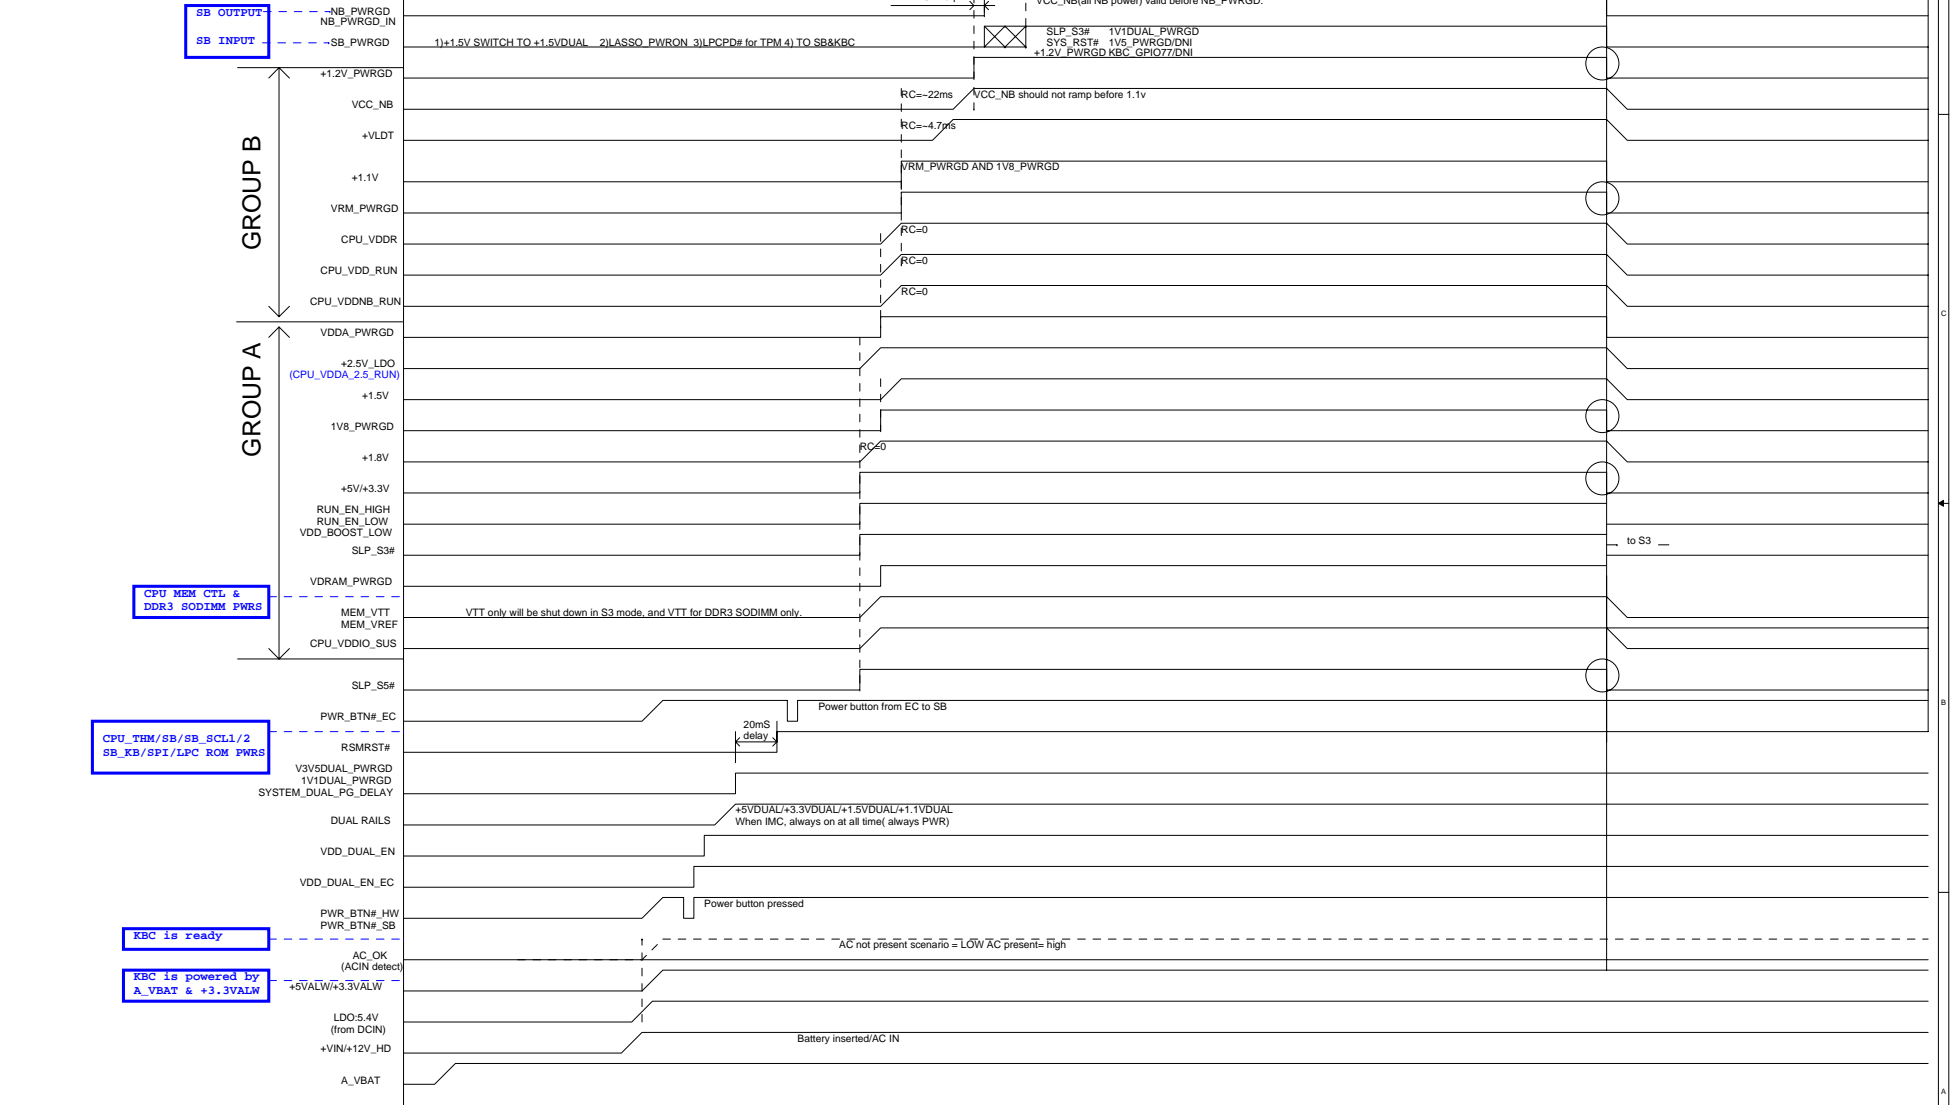 SB OUTPUT
NB_PWRGD
NB_PWRGD_IN
VCC_NB(all NB power) valid before NB_PWRGD.
SB INPUT
SB_PWRGD
1)+1.5V SWITCH TO +1.5VDUAL 2)LASSO_PWRON 3)LPCPD# for TPM 4) TO SB&KBC
SLP_S3# 1V1DUAL_PWRGD
SYS_RST# 1V5_PWRGD/DNI
+1.2V_PWRGD KBC_GPIO77/DNI
+1.2V_PWRGD
VCC_NB
RC=~22ms
VCC_NB should not ramp before 1.1v
+VLDT
RC=~4.7ms
GROUP B
+1.1V
VRM_PWRGD AND 1V8_PWRGD
VRM_PWRGD
CPU_VDDR
RC=0
CPU_VDD_RUN
RC=0
CPU_VDDNB_RUN
RC=0
C
VDDA_PWRGD
GROUP A
+2.5V_LDO
(CPU_VDDA_2.5_RUN)
+1.5V
1V8_PWRGD
+1.8V
RC=0
+5V/+3.3V
RUN_EN_HIGH
RUN_EN_LOW
VDD_BOOST_LOW
SLP_S3#
to S3
VDRAM_PWRGD
CPU MEM CTL &
DDR3 SODIMM PWRS
MEM_VTT
MEM_VREF
VTT only will be shut down in S3 mode, and VTT for DDR3 SODIMM only.
CPU_VDDIO_SUS
SLP_S5#
B
PWR_BTN#_EC
Power button from EC to SB
20mS
delay
CPU_THM/SB/SB_SCL1/2
SB_KB/SPI/LPC ROM PWRS
RSMRST#
V3V5DUAL_PWRGD
1V1DUAL_PWRGD
SYSTEM_DUAL_PG_DELAY
DUAL RAILS
+5VDUAL/+3.3VDUAL/+1.5VDUAL/+1.1VDUAL
When IMC, always on at all time( always PWR)
VDD_DUAL_EN
VDD_DUAL_EN_EC
PWR_BTN#_HW
PWR_BTN#_SB
Power button pressed
KBC is ready
AC_OK
(ACIN detect)
AC not present scenario = LOW AC present= high
KBC is powered by
A_VBAT & +3.3VALW
+5VALW/+3.3VALW
LDO:5.4V
(from DCIN)
+VIN/+12V_HD
Battery inserted/AC IN
A_VBAT
A